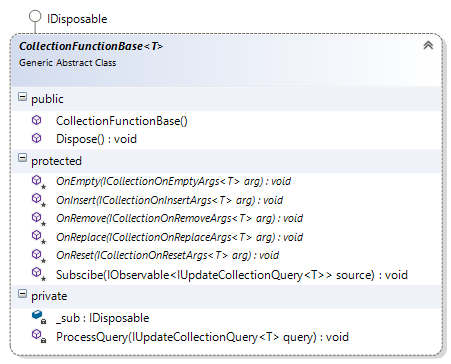 IDisposable
CollectionFunctionBase<T>
Generic Abstract Class
public
CollectionFunctionBase()
Dispose() : void
protected
OnEmpty(ICollectionOnEmptyArgs<T> arg) : void
OnInsert(ICollectionOnInsertArgs<T> arg) : void
OnRemove(ICollectionOnRemoveArgs<T> arg) : void
OnReplace(ICollectionOnReplaceArgs<T> arg) : void
OnReset(ICollectionOnResetArgs<T> arg) : void
Subscibe(IObservable<IUpdateCollectionQuery<T>> source) : void
private
_sub : IDisposable
ProcessQuery(IUpdateCollectionQuery<T> query) : void